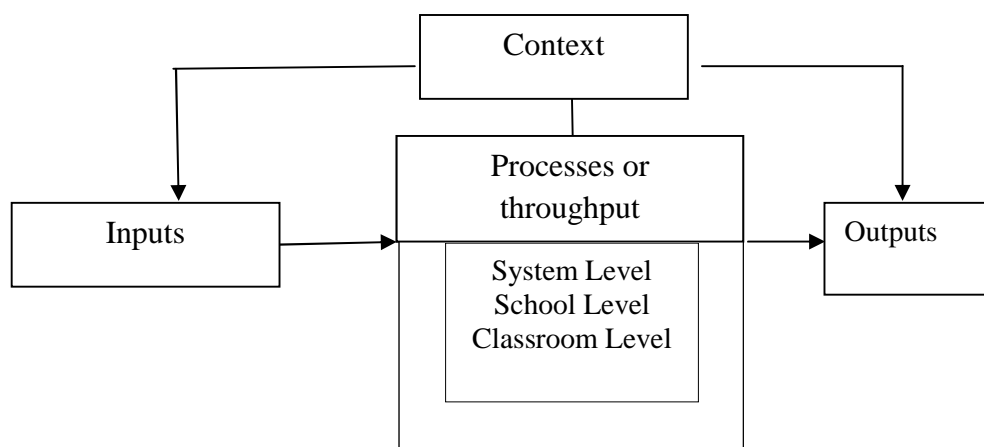 Context
Processes or
throughput
Inputs
Outputs
System Level
School Level
Classroom Level